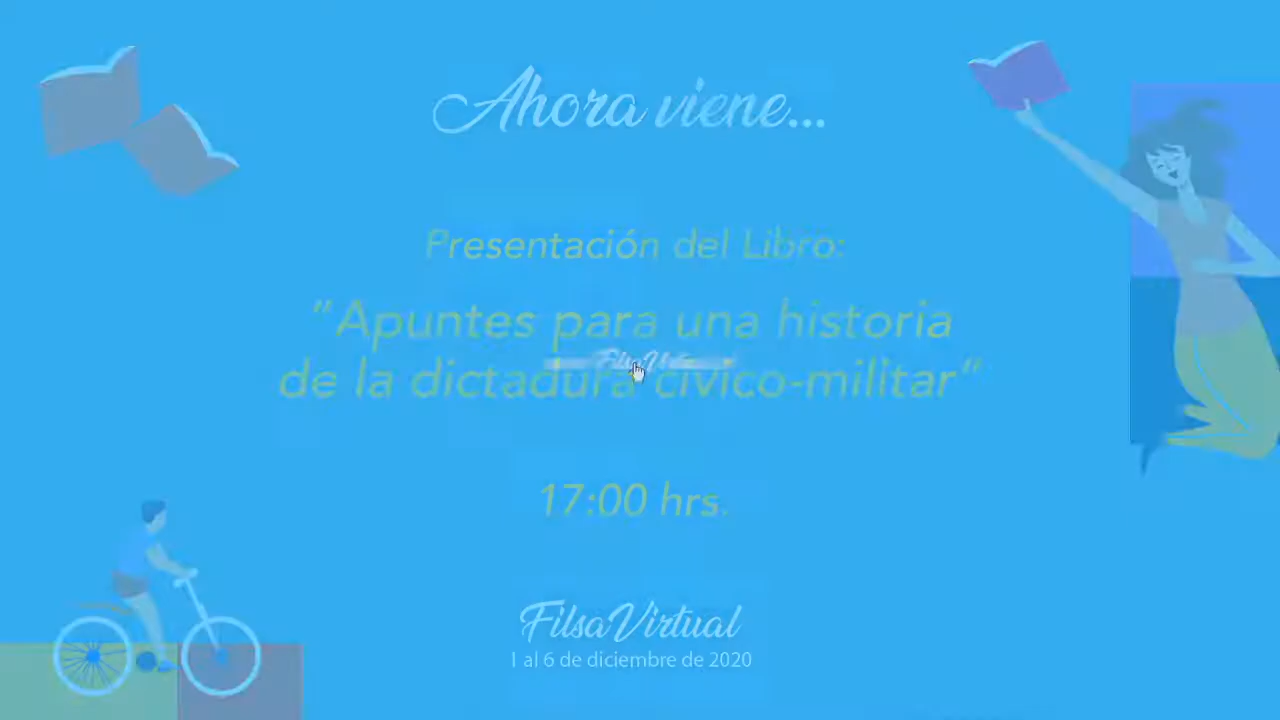 Ahora viene...
Presentación del Libro:
"Apuntes para una historia
de la dictadura cívico-militar"
17:00 hrs.
FilsaVirtual
1 al 6 de diciembre de 2020